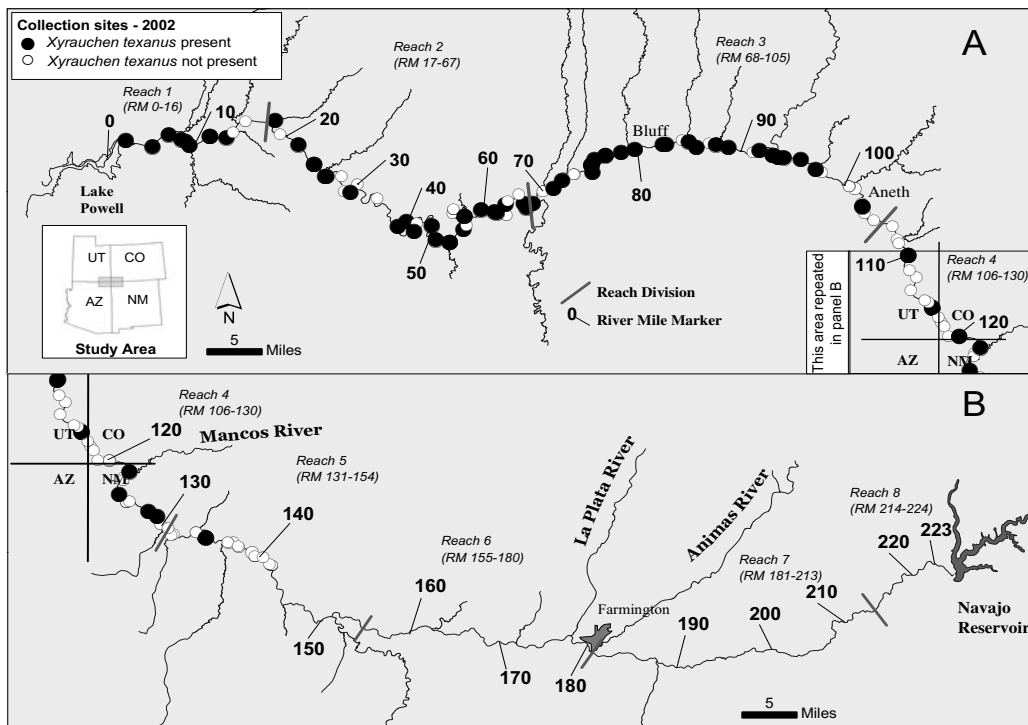 Collection sites - 2002
Xyrauchen texanus present
Xyrauchen texanus not present
A
Reach 1
(RM 0-16)
Reach 2
(RM 17-67)
Reach 3
(RM 68-105)
0
10
20
30
40
50
60
70
Bluff
80
90
100
Aneth
110
Lake
Powell
UT
CO
AZ
NM
Study Area
N
5
Miles
Reach Division
0
River Mile Marker
This area repeated
in panel B
Reach 4
(RM 106-130)
UT
CO
120
AZ
NM
B
Reach 4
(RM 106-130)
UT
CO
120
Mancos River
AZ
NM
130
Reach 5
(RM 131-154)
140
150
Reach 6
(RM 155-180)
160
170
La Plata River
Animas River
Farmington
180
Reach 7
(RM 181-213)
190
200
210
Reach 8
(RM 214-224)
220
223
Navajo
Reservoir
5
Miles